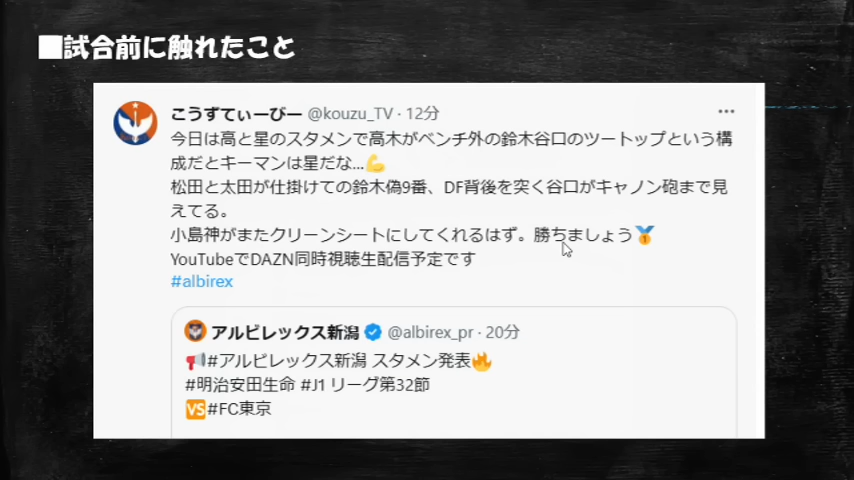 ■試合前に触れたこと
こうずてぃーびー @kouzu_TV · 12分
今日は高と星のスタメンで高木がベンチ外の鈴木谷口のツートップという構
成だとキーマンは星だな...💪
松田と太田が仕掛けての鈴木偽9番、DF背後を突く谷口がキャノン砲まで見
えてる。
小島神がまたクリーンシートにしてくれるはず。勝ちましょう🏅
YouTubeでDAZN同時視聴生配信予定です
#albirex
アルビレックス新潟 @albirex_pr · 20分
📢#アルビレックス新潟 スタメン発表🔥
#明治安田生命 #J1 リーグ第32節
🆚#FC東京